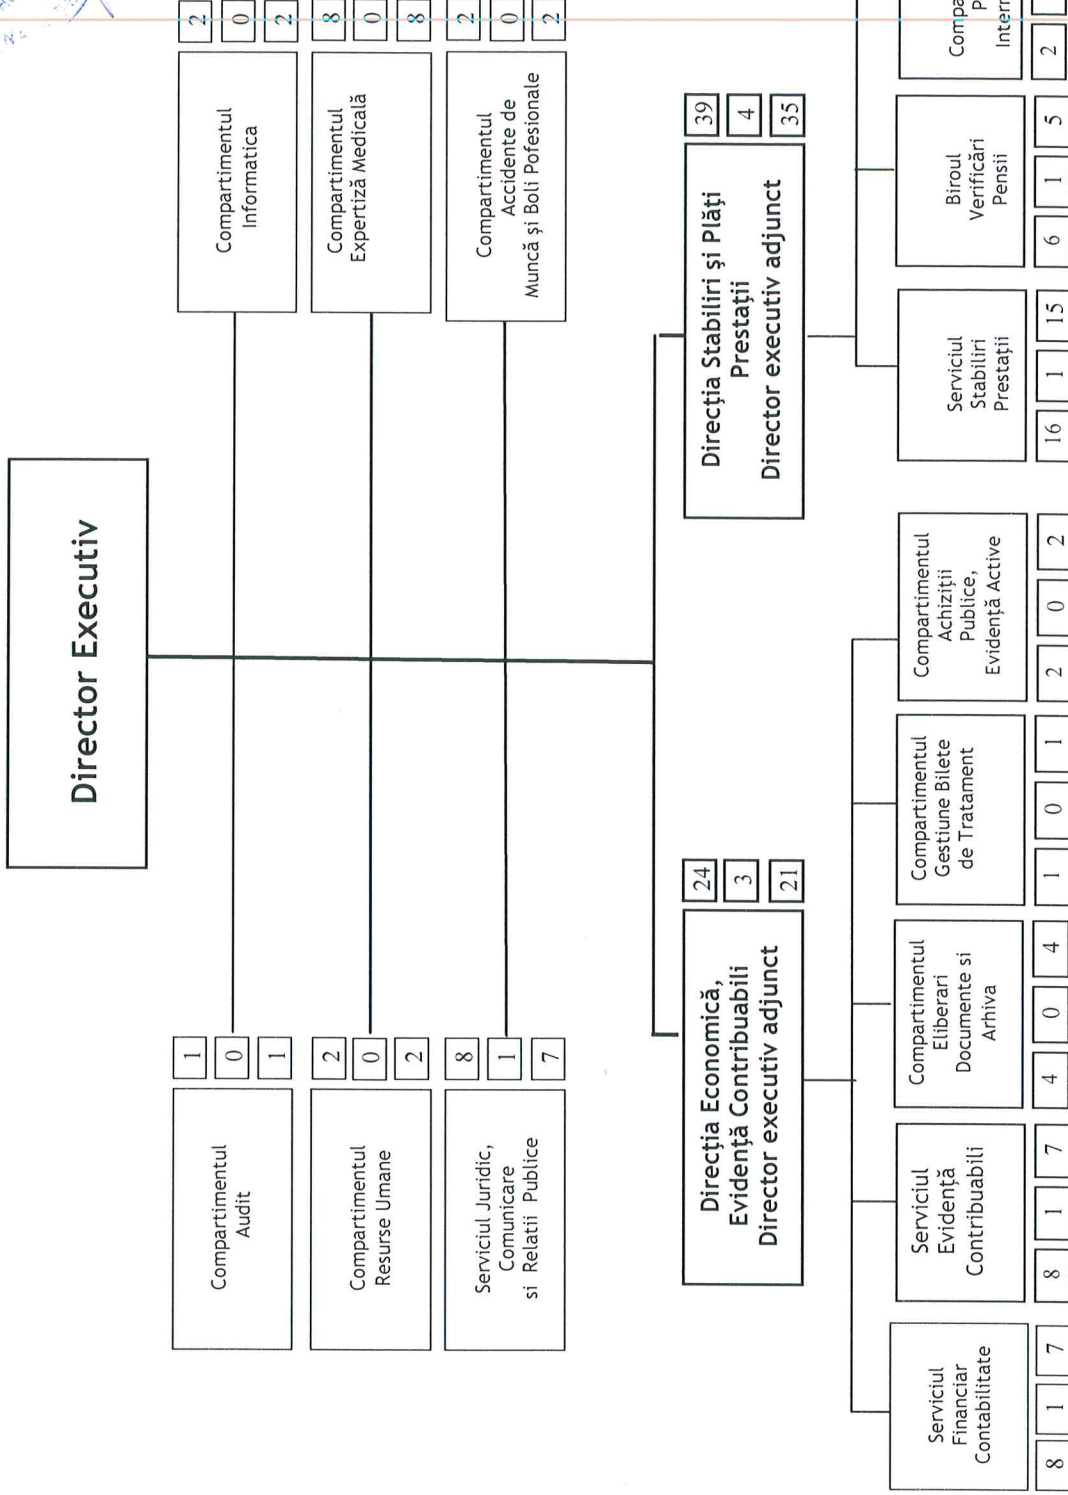 Director Executiv
1
0
1
Compartimentul
Audit
2
0
2
Compartimentul
Resurse Umane
8
1
7
Serviciul Juridic,
Comunicare
si Relatii Publice
2
0
2
Compartimentul
Informatica
8
0
8
Compartimentul
Expertiză Medicală
2
0
2
Compartimentul
Accidente de
Muncă și Boli Pofesionale
24
3
21
Direcția Economică,
Evidență Contribuabili
Director executiv adjunct
39
4
35
Direcția Stabiliri și Plăți
Prestații
Director executiv adjunct
Serviciul
Financiar
Contabilitate
8 1 7
Serviciul
Evidență
Contribuabili
8 1 7
Compartimentul
Eliberari
Documente si
Arhiva
4 0 4
Compartimentul
Gestiune Bilete
de Tratament
1 0 1
Compartimentul
Achiziții
Publice,
Evidență Active
2 0 2
Serviciul
Stabiliri
Prestații
16 1 15
Biroul
Verificări
Pensii
6 1 5
2